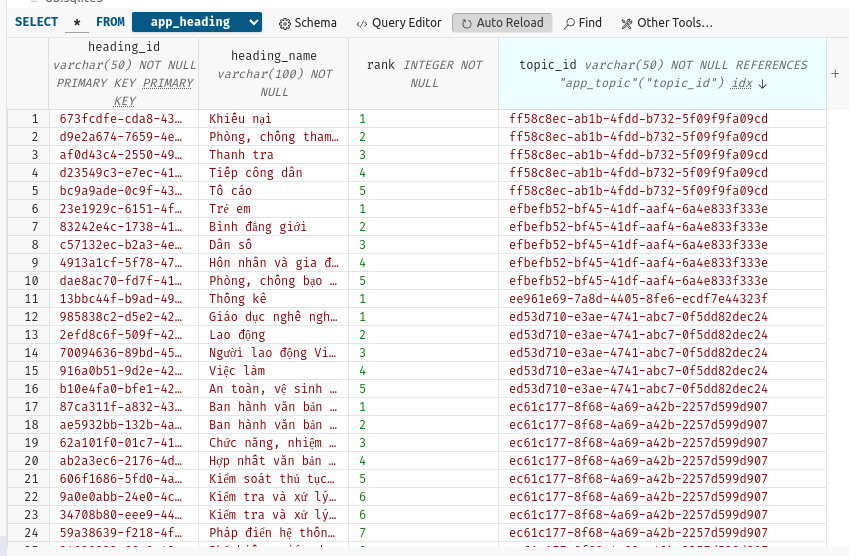 SELECT * FROM app_heading Schema Query Editor Auto Reload Find Other Tools…
heading_id varchar(50) NOT NULL PRIMARY KEY PRIMARY KEY
heading_name varchar(100) NOT NULL
rank INTEGER NOT NULL
topic_id varchar(50) NOT NULL REFERENCES "app_topic"("topic_id") idx ↓
+
1 673fcdfe-cda8-43… Khiếu nại 1 ff58c8ec-ab1b-4fdd-b732-5f09f9fa09cd
2 d9e2a674-7659-4e… Phòng, chống tham… 2 ff58c8ec-ab1b-4fdd-b732-5f09f9fa09cd
3 af0d43c4-2550-49… Thanh tra 3 ff58c8ec-ab1b-4fdd-b732-5f09f9fa09cd
4 d23549c3-e7ec-41… Tiếp công dân 4 ff58c8ec-ab1b-4fdd-b732-5f09f9fa09cd
5 bc9a9ade-0c9f-43… Tố cáo 5 ff58c8ec-ab1b-4fdd-b732-5f09f9fa09cd
6 23e1929c-6151-4f… Trẻ em 1 efbefb52-bf45-41df-aaf4-6a4e833f333e
7 83242e4c-1738-41… Bình đẳng giới 2 efbefb52-bf45-41df-aaf4-6a4e833f333e
8 c57132ec-b2a3-4e… Dân số 3 efbefb52-bf45-41df-aaf4-6a4e833f333e
9 4913a1cf-5f78-47… Hôn nhân và gia đ… 4 efbefb52-bf45-41df-aaf4-6a4e833f333e
10 dae8ac70-fd7f-41… Phòng, chống bạo … 5 efbefb52-bf45-41df-aaf4-6a4e833f333e
11 13bbc44f-b9ad-49… Thống kê 1 ee961e69-7a8d-4405-8fe6-ecdf7e44323f
12 985838c2-d5e2-42… Giáo dục nghề ngh… 1 ed53d710-e3ae-4741-abc7-0f5dd82dec24
13 2efd8c6f-509f-42… Lao động 2 ed53d710-e3ae-4741-abc7-0f5dd82dec24
14 70094636-89bd-45… Người lao động Vi… 3 ed53d710-e3ae-4741-abc7-0f5dd82dec24
15 916a0b51-9d2e-42… Việc làm 4 ed53d710-e3ae-4741-abc7-0f5dd82dec24
16 b10e4fa0-bfe1-42… An toàn, vệ sinh … 5 ed53d710-e3ae-4741-abc7-0f5dd82dec24
17 87ca311f-a832-43… Ban hành văn bản … 1 ec61c177-8f68-4a69-a42b-2257d599d907
18 ae5932bb-132b-4a… Ban hành văn bản … 2 ec61c177-8f68-4a69-a42b-2257d599d907
19 62a101f0-01c7-41… Chức năng, nhiệm … 3 ec61c177-8f68-4a69-a42b-2257d599d907
20 ab2a3ec6-2176-4d… Hợp nhất văn bản … 4 ec61c177-8f68-4a69-a42b-2257d599d907
21 606f1686-5fd0-4a… Kiểm soát thủ tục… 5 ec61c177-8f68-4a69-a42b-2257d599d907
22 9a0e0abb-24e0-4c… Kiểm tra và xử lý… 6 ec61c177-8f68-4a69-a42b-2257d599d907
23 34708b80-eee9-44… Kiểm tra và xử lý… 6 ec61c177-8f68-4a69-a42b-2257d599d907
24 59a38639-f218-4f… Pháp điển hệ thốn… 7 ec61c177-8f68-4a69-a42b-2257d599d907